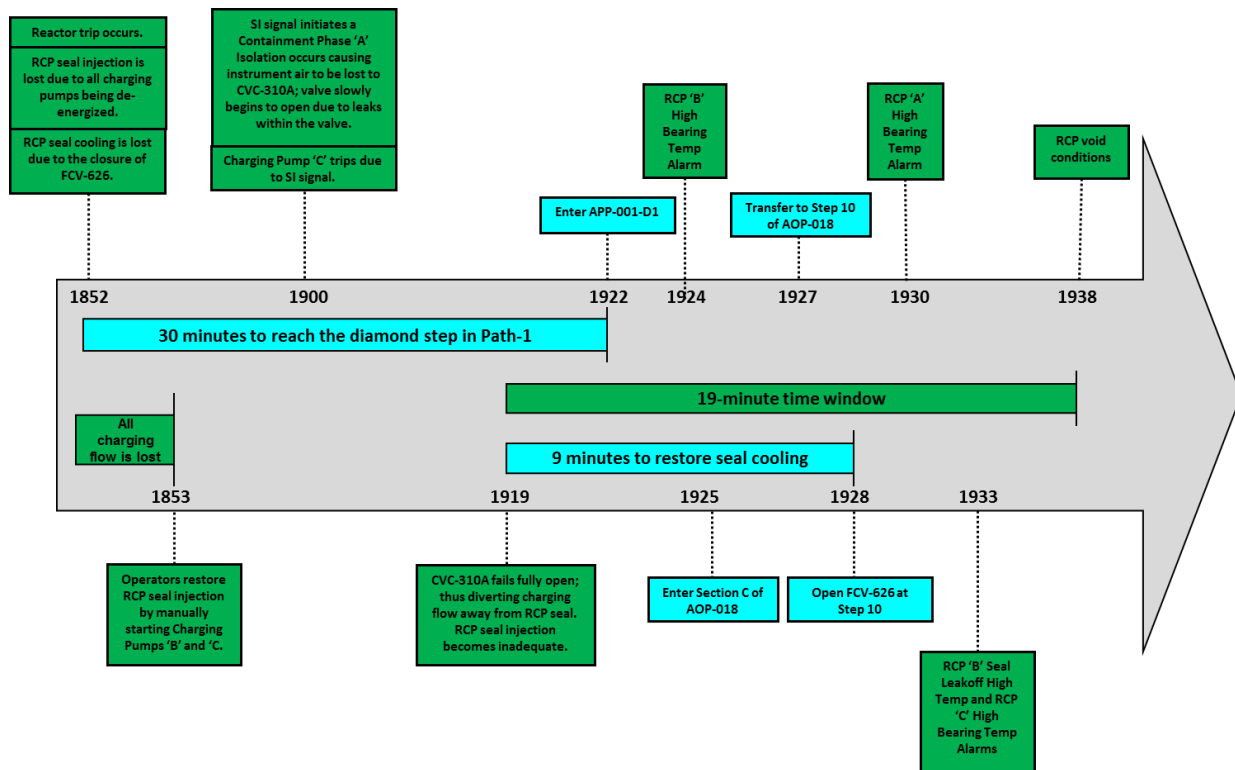 Reactor trip occurs.
RCP seal injection is
lost due to all charging
pumps being de-
energized.
RCP seal cooling is lost
due to the closure of
FCV-626.
SI signal initiates a
Containment Phase ‘A’
Isolation occurs causing
instrument air to be lost to
CVC-310A; valve slowly
begins to open due to leaks
within the valve.
Charging Pump ‘C’ trips due
to SI signal.
Enter APP-001-D1
RCP ‘B’
High
Bearing
Temp
Alarm
Transfer to Step 10
of AOP-018
RCP ‘A’
High
Bearing
Temp
Alarm
RCP void
conditions
1852
1900
1922
1924
1927
1930
1938
30 minutes to reach the diamond step in Path-1
19-minute time window
All
charging
flow is lost
9 minutes to restore seal cooling
1853
1919
1925
1928
1933
Operators restore
RCP seal injection
by manually
starting Charging
Pumps ‘B’ and ‘C.
CVC-310A fails fully open;
thus diverting charging
flow away from RCP seal.
RCP seal injection
becomes inadequate.
Enter Section C of
AOP-018
Open FCV-626 at
Step 10
RCP ‘B’ Seal
Leakoff High
Temp and RCP
‘C’ High
Bearing Temp
Alarms